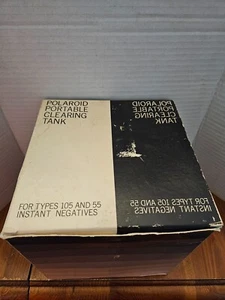 POLAROID
PORTABLE
CLEARING
TANK
FOR TYPES 105 AND 55
INSTANT NEGATIVES
POLAROID
PORTABLE
CLEARING
TANK
FOR TYPES 105 AND 55
INSTANT NEGATIVES